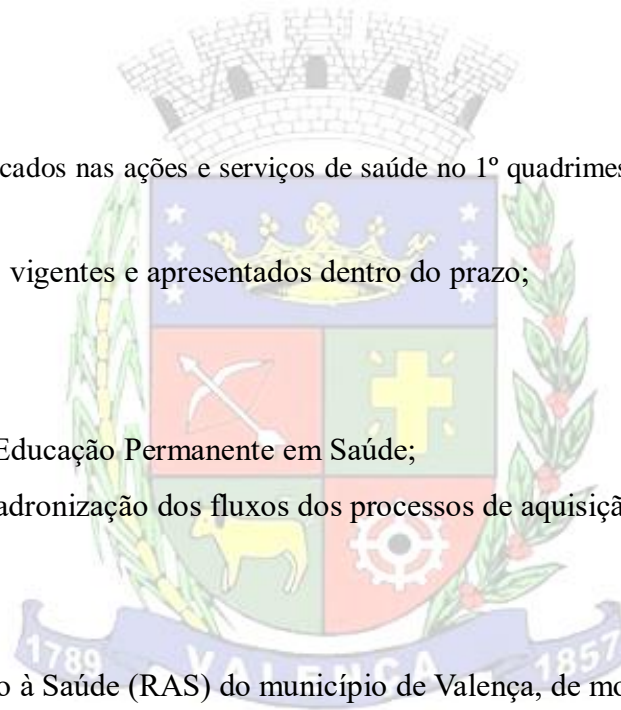 cados nas ações e serviços de saúde no 1º quadrimes
vigentes e apresentados dentro do prazo;
Educação Permanente em Saúde;
adronização dos fluxos dos processos de aquisiçã
1789 VALENÇA 1857
o à Saúde (RAS) do município de Valença, de mo